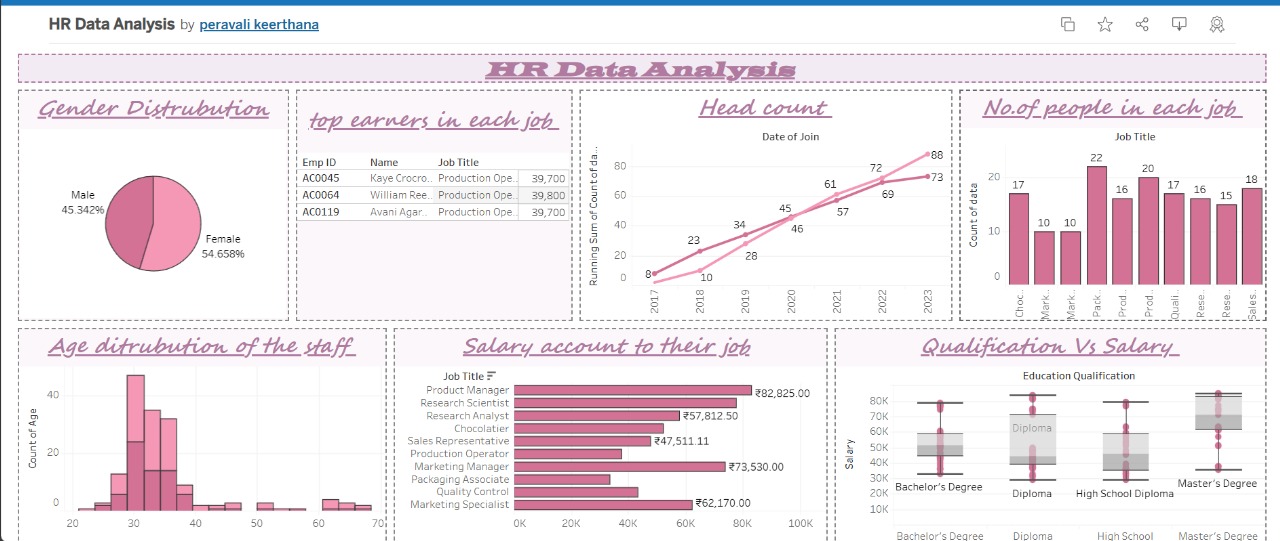 HR Data Analysis by peravali keerthana
HR Data Analysis
Gender Distrubution
Male
45.342%
Female
54.658%
top earners in each job
Emp ID Name Job Title
AC0045 Kaye Crocro.. Production Ope.. 39,700
AC0064 William Ree.. Production Ope.. 39,800
AC0119 Avani Agar.. Production Ope.. 39,700
Head count
Date of Join
Running Sum of Count of da...
80
60
40
20
0
8
23
10
34
28
45
46
61
57
72
69
88
73
2017
2018
2019
2020
2021
2022
2023
No.of people in each job
Job Title
Count of data
20
10
0
17
10
10
22
16
20
17
16
15
18
Choc..
Mark..
Mark..
Pack..
Prod..
Prod..
Quali..
Rese..
Rese..
Sales..
Age ditrubution of the staff
Count of Age
40
20
0
20 30 40 50 60 70
Salary account to their job
Job Title
Product Manager ₹82,825.00
Research Scientist
Research Analyst ₹57,812.50
Chocolatier
Sales Representative ₹47,511.11
Production Operator
Marketing Manager ₹73,530.00
Packaging Associate
Quality Control
Marketing Specialist ₹62,170.00
0K 20K 40K 60K 80K 100K
Qualification Vs Salary
Education Qualification
Salary
80K
70K
60K
50K
40K
30K
20K
10K
Diploma
Bachelor's Degree
Diploma
High School Diploma
Master's Degree
Bachelor's Degree Diploma High School Master's Degree